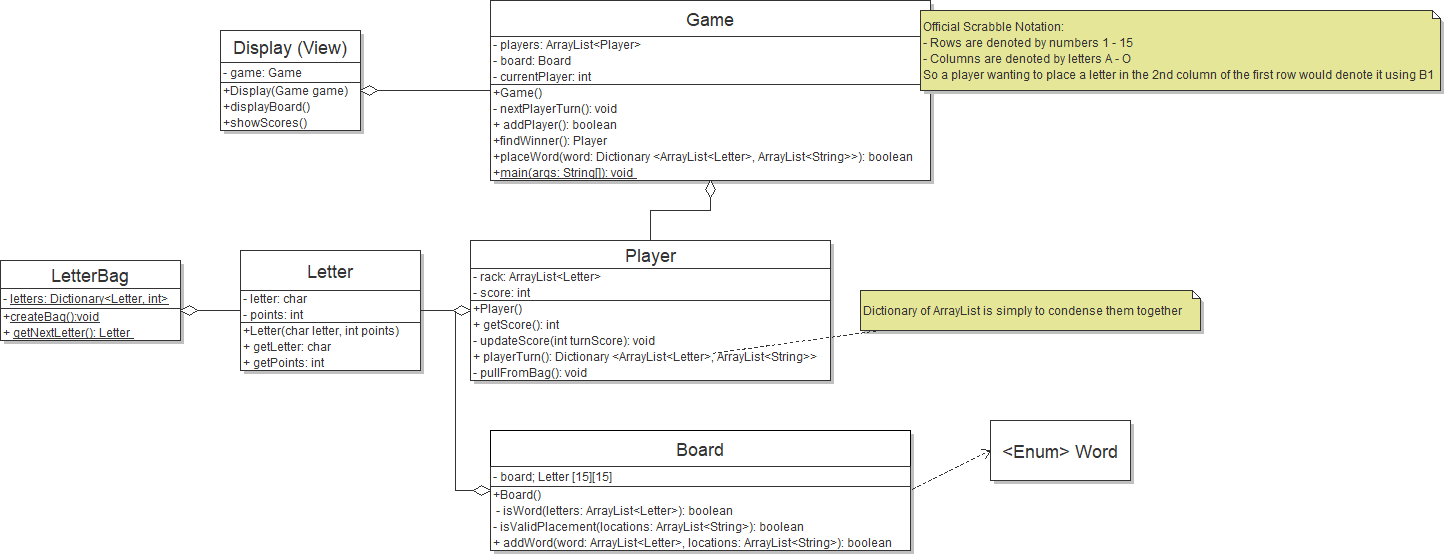 Game
- players: ArrayList<Player>
- board: Board
- currentPlayer: int
+Game()
- nextPlayerTurn(): void
+ addPlayer(): boolean
+findWinner(): Player
+placeWord(word: Dictionary <ArrayList<Letter>, ArrayList<String>>): boolean
+main(args: String[]): void
Official Scrabble Notation:
- Rows are denoted by numbers 1 - 15
- Columns are denoted by letters A - O
So a player wanting to place a letter in the 2nd column of the first row would denote it using B1
Display (View)
- game: Game
+Display(Game game)
+displayBoard()
+showScores()
LetterBag
- letters: Dictionary<Letter, int>
+createBag():void
+ getNextLetter(): Letter
Letter
- letter: char
- points: int
+Letter(char letter, int points)
+ getLetter: char
+ getPoints: int
Player
- rack: ArrayList<Letter>
- score: int
+Player()
+ getScore(): int
- updateScore(int turnScore): void
+ playerTurn(): Dictionary <ArrayList<Letter>, ArrayList<String>>
- pullFromBag(): void
Dictionary of ArrayList is simply to condense them together
Board
- board; Letter [15][15]
+Board()
- isWord(letters: ArrayList<Letter>): boolean
- isValidPlacement(locations: ArrayList<String>): boolean
+ addWord(word: ArrayList<Letter>, locations: ArrayList<String>): boolean
<Enum> Word